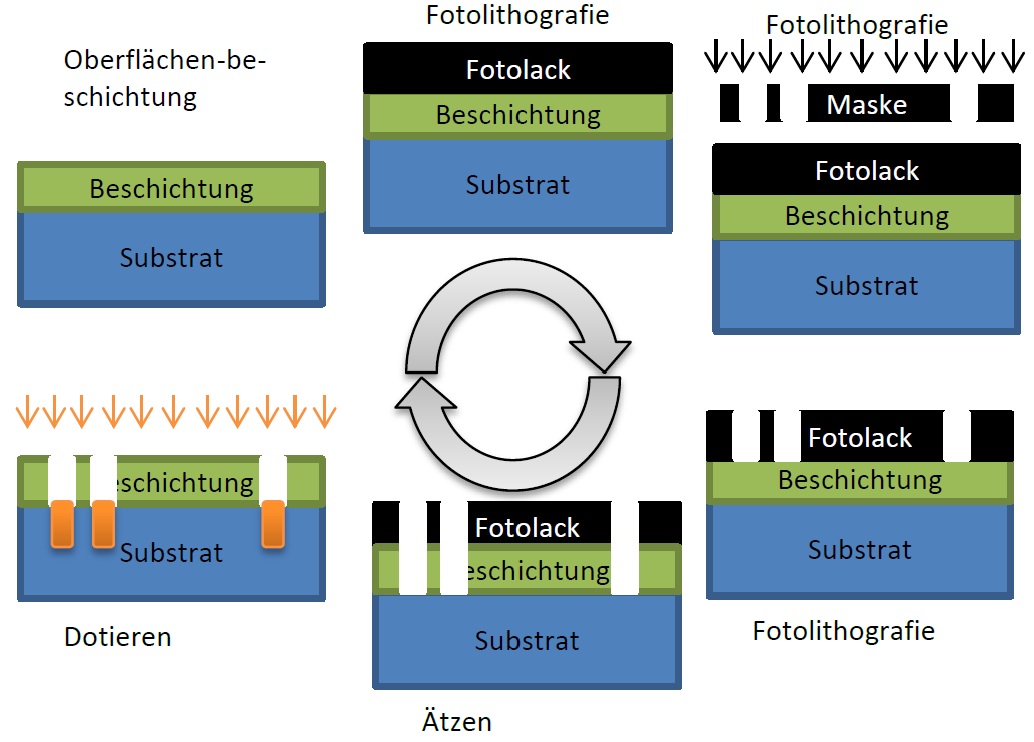 Oberflächen-be-
schichtung
Beschichtung
Substrat
Fotolithografie
Fotolack
Beschichtung
Substrat
Fotolithografie
Maske
Fotolack
Beschichtung
Substrat
Fotolack
Beschichtung
Substrat
Fotolithografie
Fotolack
eschichtung
Substrat
Ätzen
eschichtung
Substrat
Dotieren